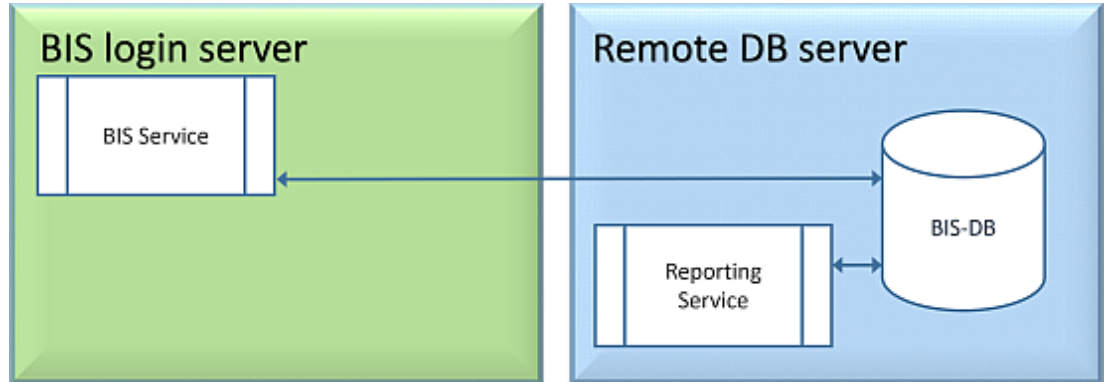 BIS login server
BIS Service
Remote DB server
BIS-DB
Reporting
Service